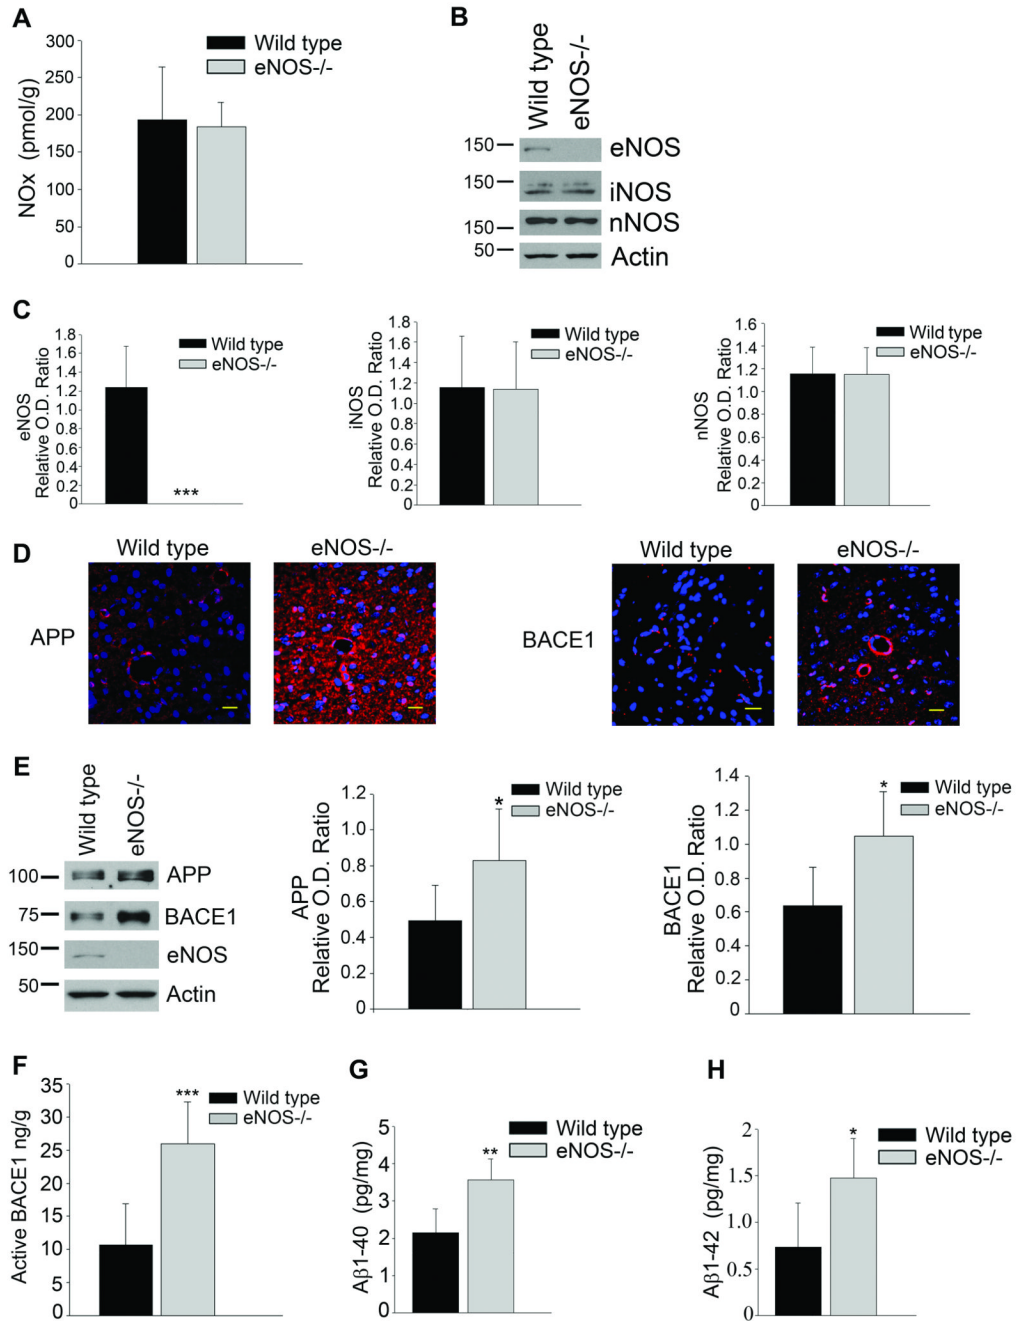 A
NOx (pmol/g)
300
250
200
150
100
50
0
Wild type
eNOS-/-
B
Wild type
eNOS-/-
150
eNOS
150
iNOS
nNOS
150
50
Actin
C
eNOS
Relative O.D. Ratio
1.8
1.6
1.4
1.2
1.0
0.8
0.6
0.4
0.2
0
Wild type
eNOS-/-
***
iNOS
Relative O.D. Ratio
1.8
1.6
1.4
1.2
1.0
0.8
0.6
0.4
0.2
0
Wild type
eNOS-/-
nNOS
Relative O.D. Ratio
1.6
1.4
1.2
1.0
0.8
0.6
0.4
0.2
0
Wild type
eNOS-/-
D
Wild type
eNOS-/-
APP
Wild type
eNOS-/-
BACE1
E
Wild type
eNOS-/-
100
APP
75
BACE1
150
eNOS
50
Actin
APP
Relative O.D. Ratio
1.2
1.0
0.8
0.6
0.4
0.2
0
Wild type
eNOS-/-
*
BACE1
Relative O.D. Ratio
1.4
1.2
1.0
0.8
0.6
0.4
0.2
0
Wild type
eNOS-/-
*
F
Active BACE1 ng/g
35
30
25
20
15
10
5
0
***
Wild type
eNOS-/-
G
Aβ1-40 (pg/mg)
5
4
3
2
1
0
**
Wild type
eNOS-/-
H
Aβ1-42 (pg/mg)
2
1.5
1.0
0.5
0
*
Wild type
eNOS-/-